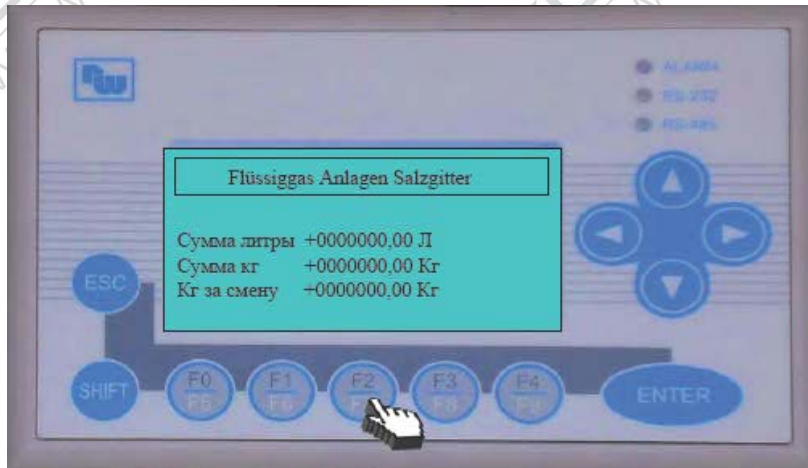 ALARM
RS-232
RS-485
Flüssiggas Anlagen Salzgitter
Сумма литры +0000000,00 Л
Сумма кг +0000000,00 Кг
Кг за смену +0000000,00 Кг
ESC
SHIFT
F0
F5
F1
F6
F2
F3
F8
F4
F9
ENTER